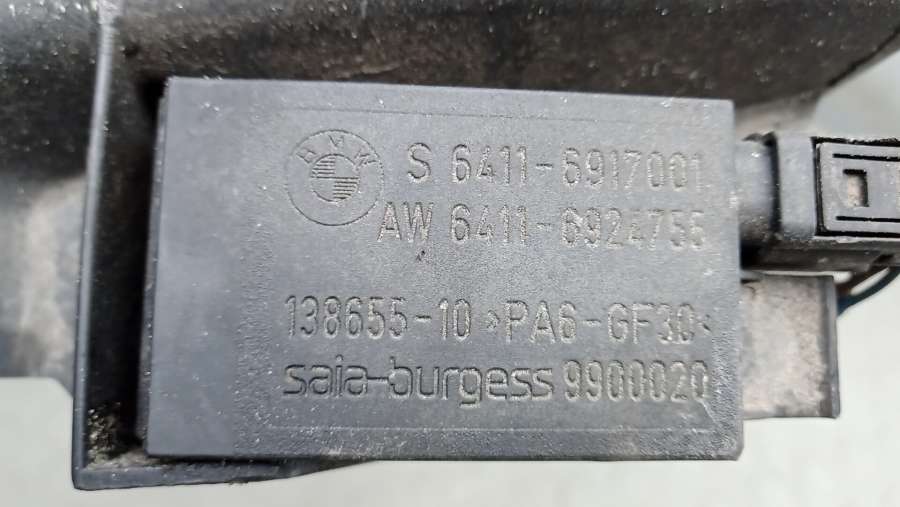 BMW
S 6411-6917001
AW 6411-6924755
138655-10 >PA6-GF30<
saia-burgess 9900020